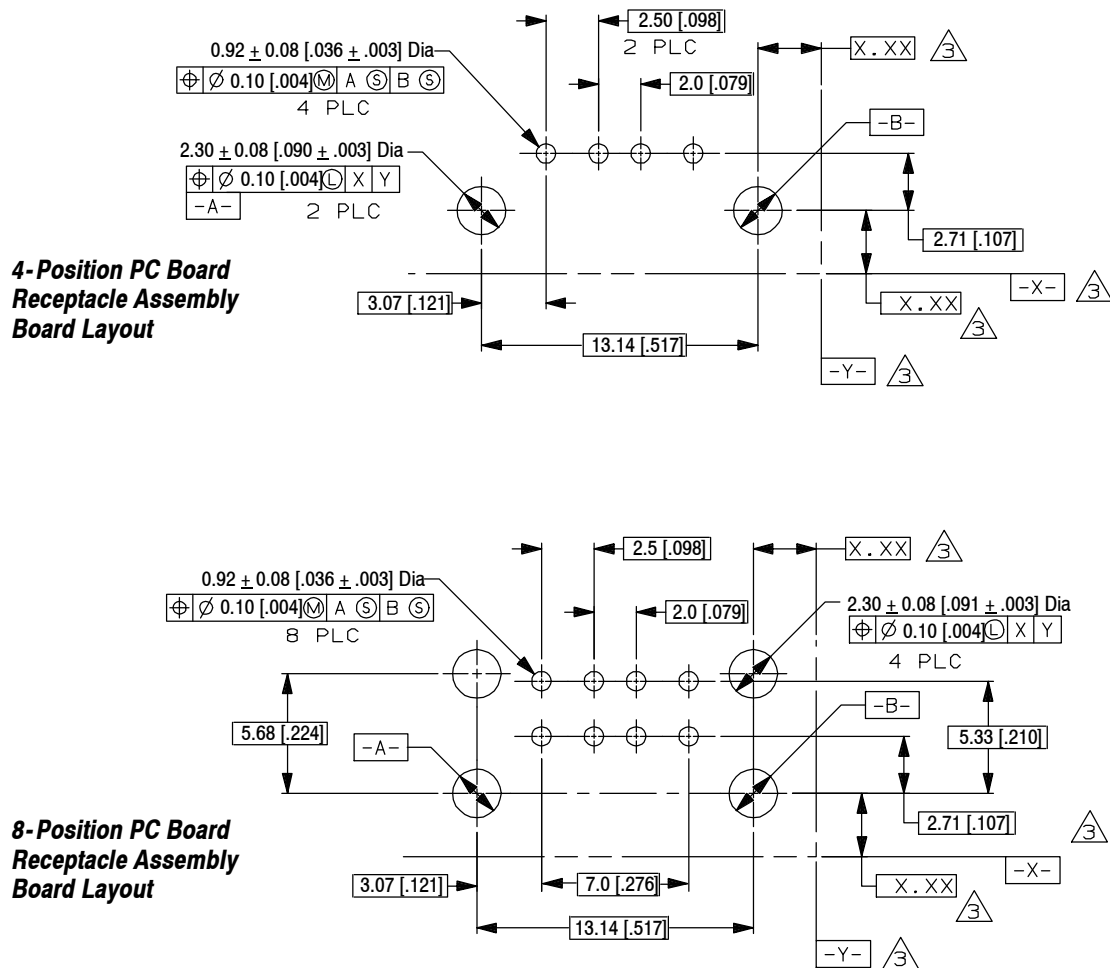 2.50 [.098]
2 PLC
X.XX 3
0.92 ± 0.08 [.036 ± .003] Dia
⌖ Ø 0.10 [.004] Ⓜ A Ⓢ B Ⓢ
4 PLC
2.0 [.079]
-B-
2.30 ± 0.08 [.090 ± .003] Dia
⌖ Ø 0.10 [.004] Ⓛ X Y
-A- 2 PLC
2.71 [.107]
4-Position PC Board
Receptacle Assembly
Board Layout
-X- 3
3.07 [.121]
X.XX
3
13.14 [.517]
-Y- 3
2.5 [.098]
X.XX 3
0.92 ± 0.08 [.036 ± .003] Dia
⌖ Ø 0.10 [.004] Ⓜ A Ⓢ B Ⓢ
8 PLC
2.0 [.079]
2.30 ± 0.08 [.091 ± .003] Dia
⌖ Ø 0.10 [.004] Ⓛ X Y
4 PLC
-B-
5.68 [.224]
-A-
5.33 [.210]
2.71 [.107]
3
8-Position PC Board
Receptacle Assembly
Board Layout
-X-
3.07 [.121]
7.0 [.276]
X.XX
3
13.14 [.517]
-Y- 3